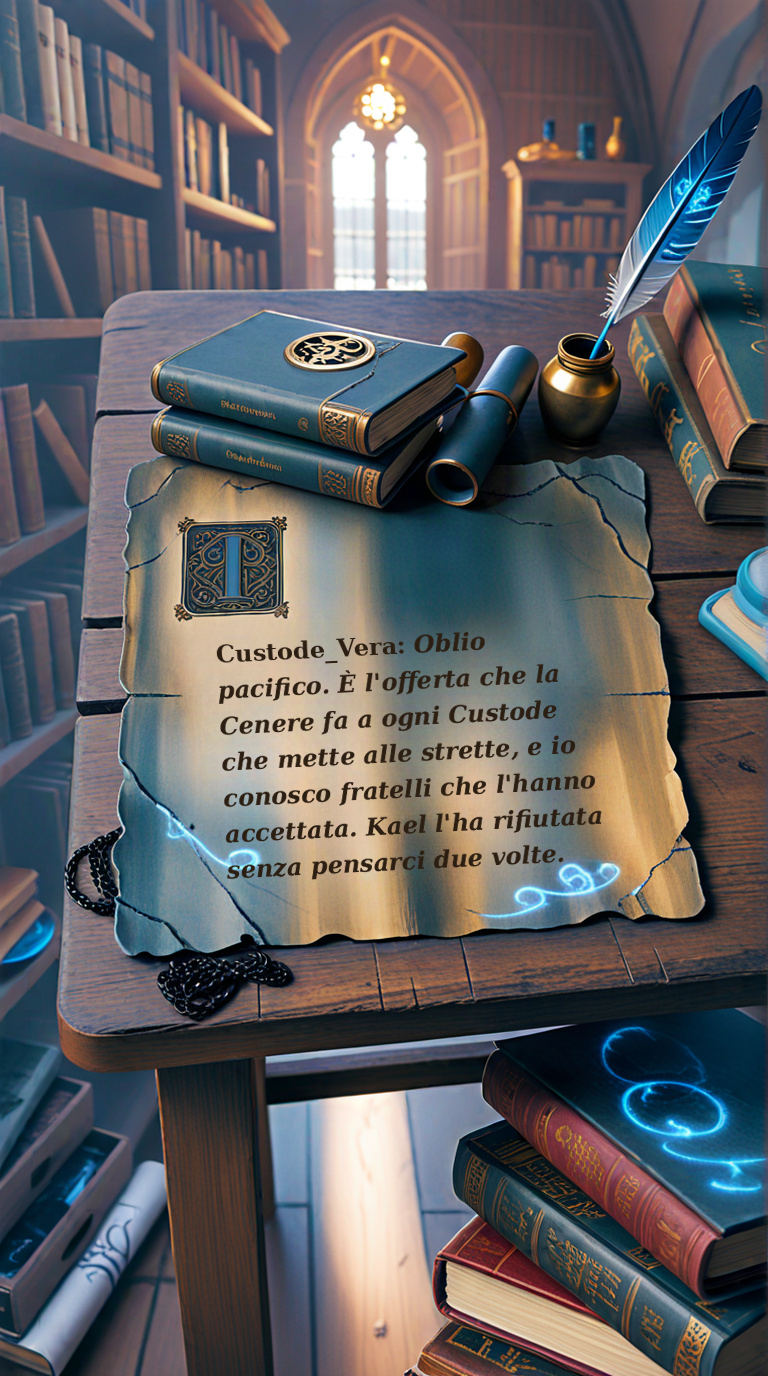 Custode_Vera: Oblio
pacifico. È l'offerta che la
Cenere fa a ogni Custode
che mette alle strette, e io
conosco fratelli che l'hanno
accettata. Kael l'ha rifiutata
senza pensarci due volte.